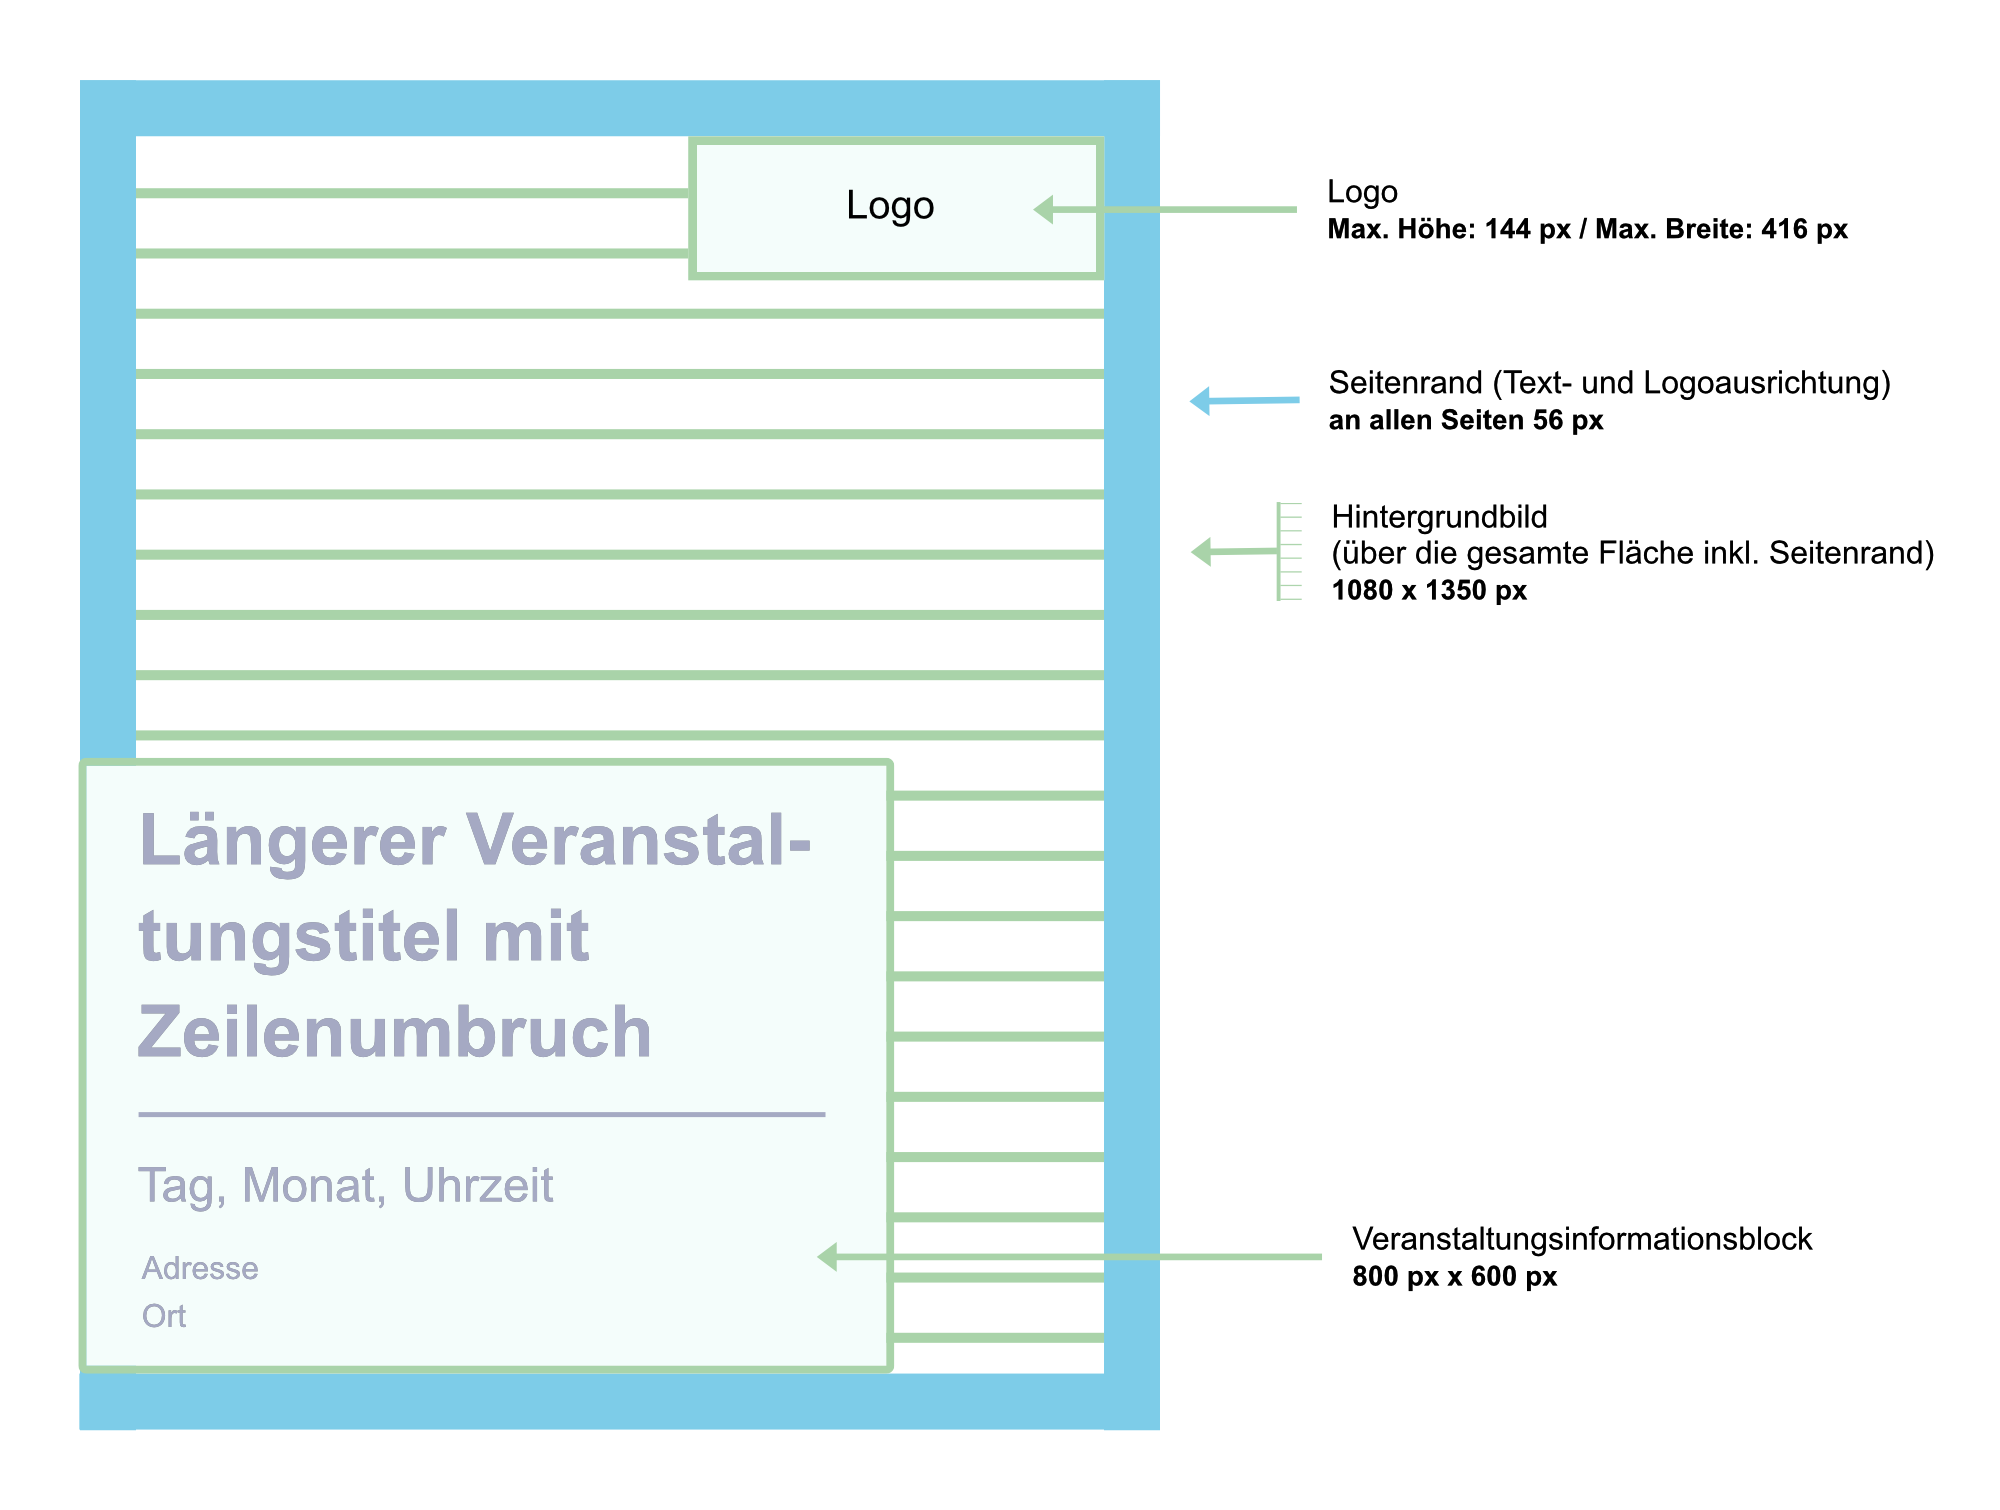 Logo
Logo
Max. Höhe: 144 px / Max. Breite: 416 px
Seitenrand (Text- und Logoausrichtung)
an allen Seiten 56 px
Hintergrundbild
(über die gesamte Fläche inkl. Seitenrand)
1080 x 1350 px
Längerer Veranstal-
tungstitel mit
Zeilenumbruch
Tag, Monat, Uhrzeit
Adresse
Ort
Veranstaltungsinformationsblock
800 px x 600 px